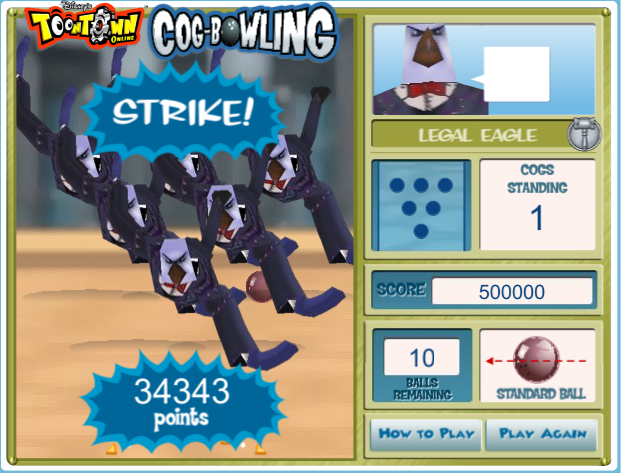 Disney's
TOONTOWN
ONLINE
COG-BOWLING
STRIKE!
34343
points
LEGAL EAGLE
COGS
STANDING
1
SCORE 500000
10
BALLS
REMAINING
STANDARD BALL
HOW TO PLAY
PLAY AGAIN